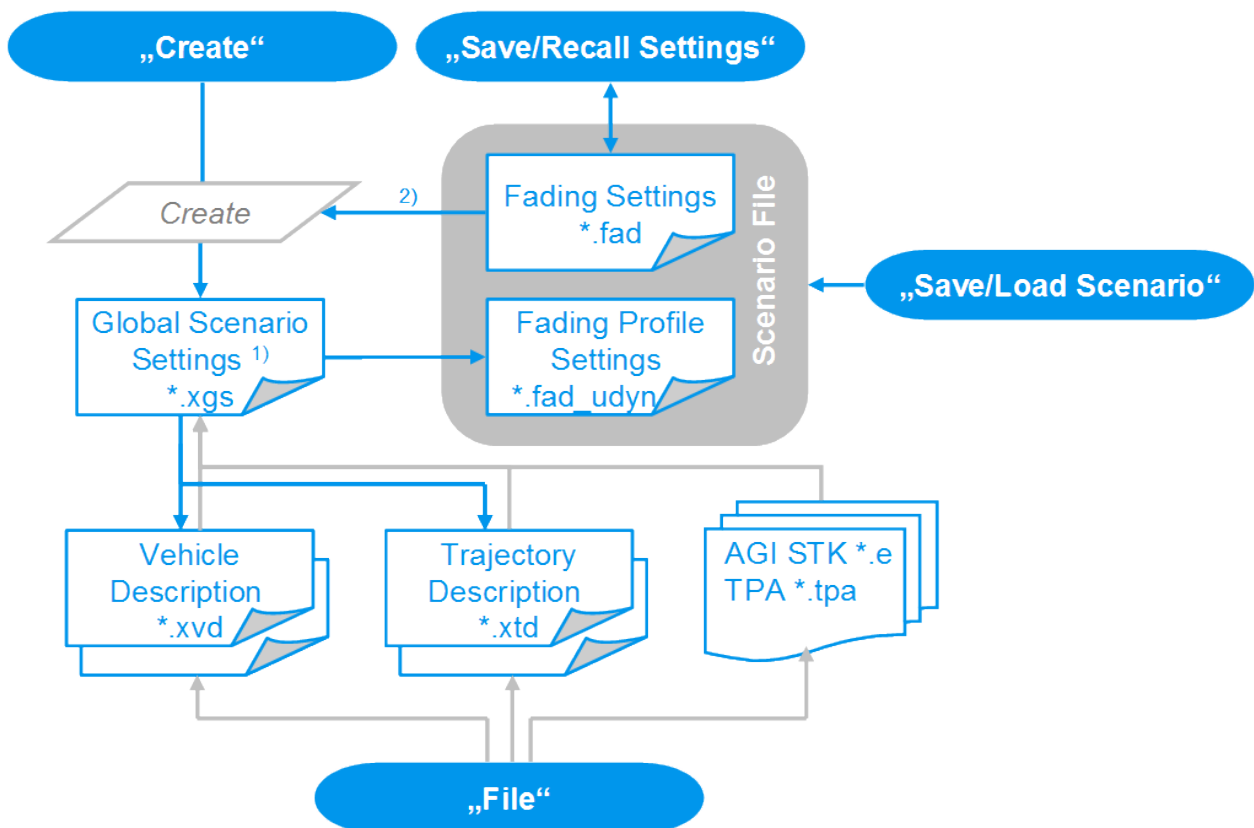 „Create“
„Save/Recall Settings“
Fading Settings
*.fad
2)
Create
Scenario File
„Save/Load Scenario“
Global Scenario
Settings 1)
*.xgs
Fading Profile
Settings
*.fad_udyn
Vehicle
Description
*.xvd
Trajectory
Description
*.xtd
AGI STK *.e
TPA *.tpa
„File“